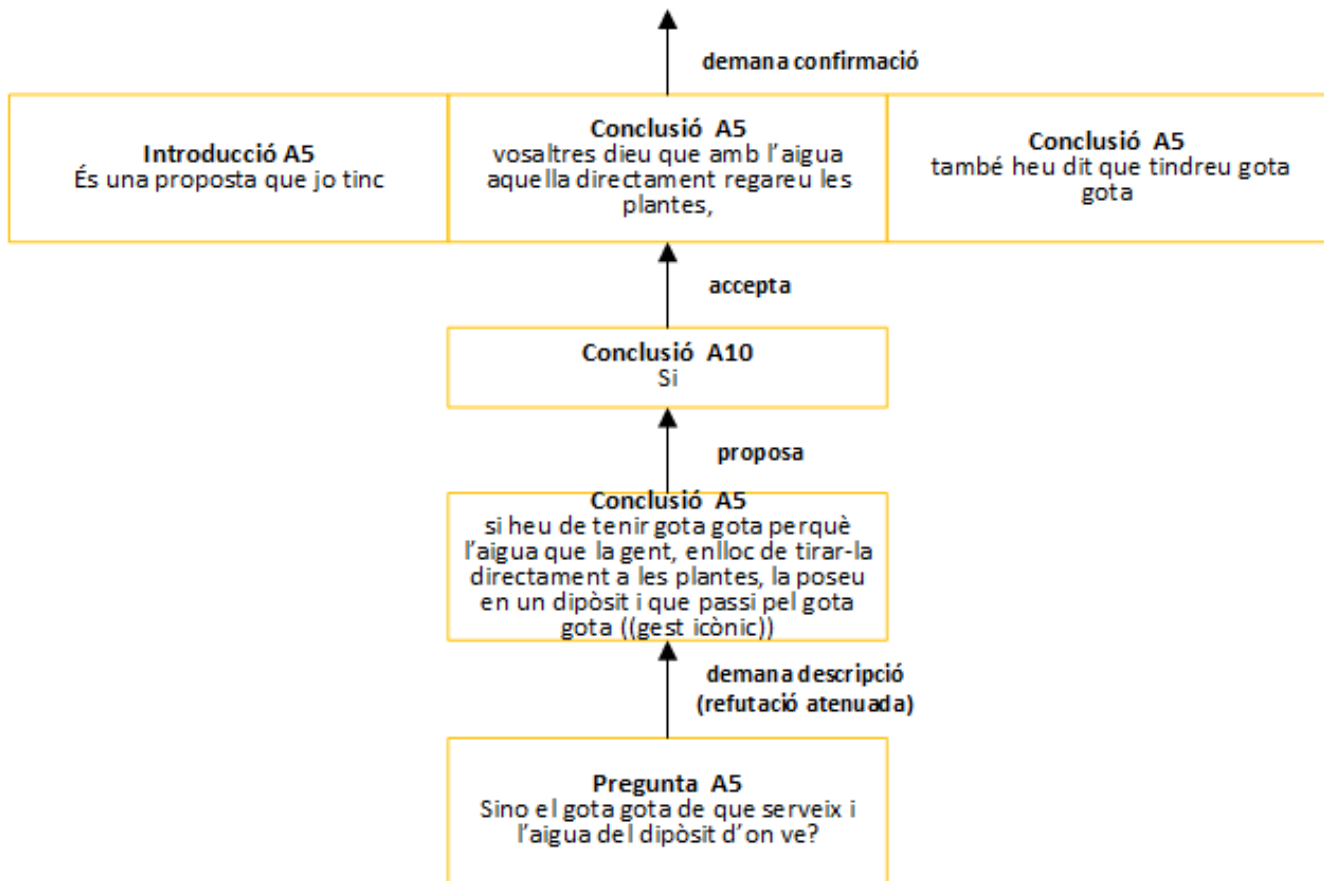 demana confirmació
Introducció A5
És una proposta que jo tinc
Conclusió A5
vosaltres dieu que amb l'aigua
aquella directament regareu les
plantes,
Conclusió A5
també heu dit que tindreu gota
gota
accepta
Conclusió A10
Si
proposa
Conclusió A5
si heu de tenir gota gota perquè
l'aigua que la gent, enlloc de tirar-la
directament a les plantes, la poseu
en un dipòsit i que passi pel gota
gota ((gest icònic))
demana descripció
(refutació atenuada)
Pregunta A5
Sino el gota gota de que serveix i
l'aigua del dipòsit d'on ve?